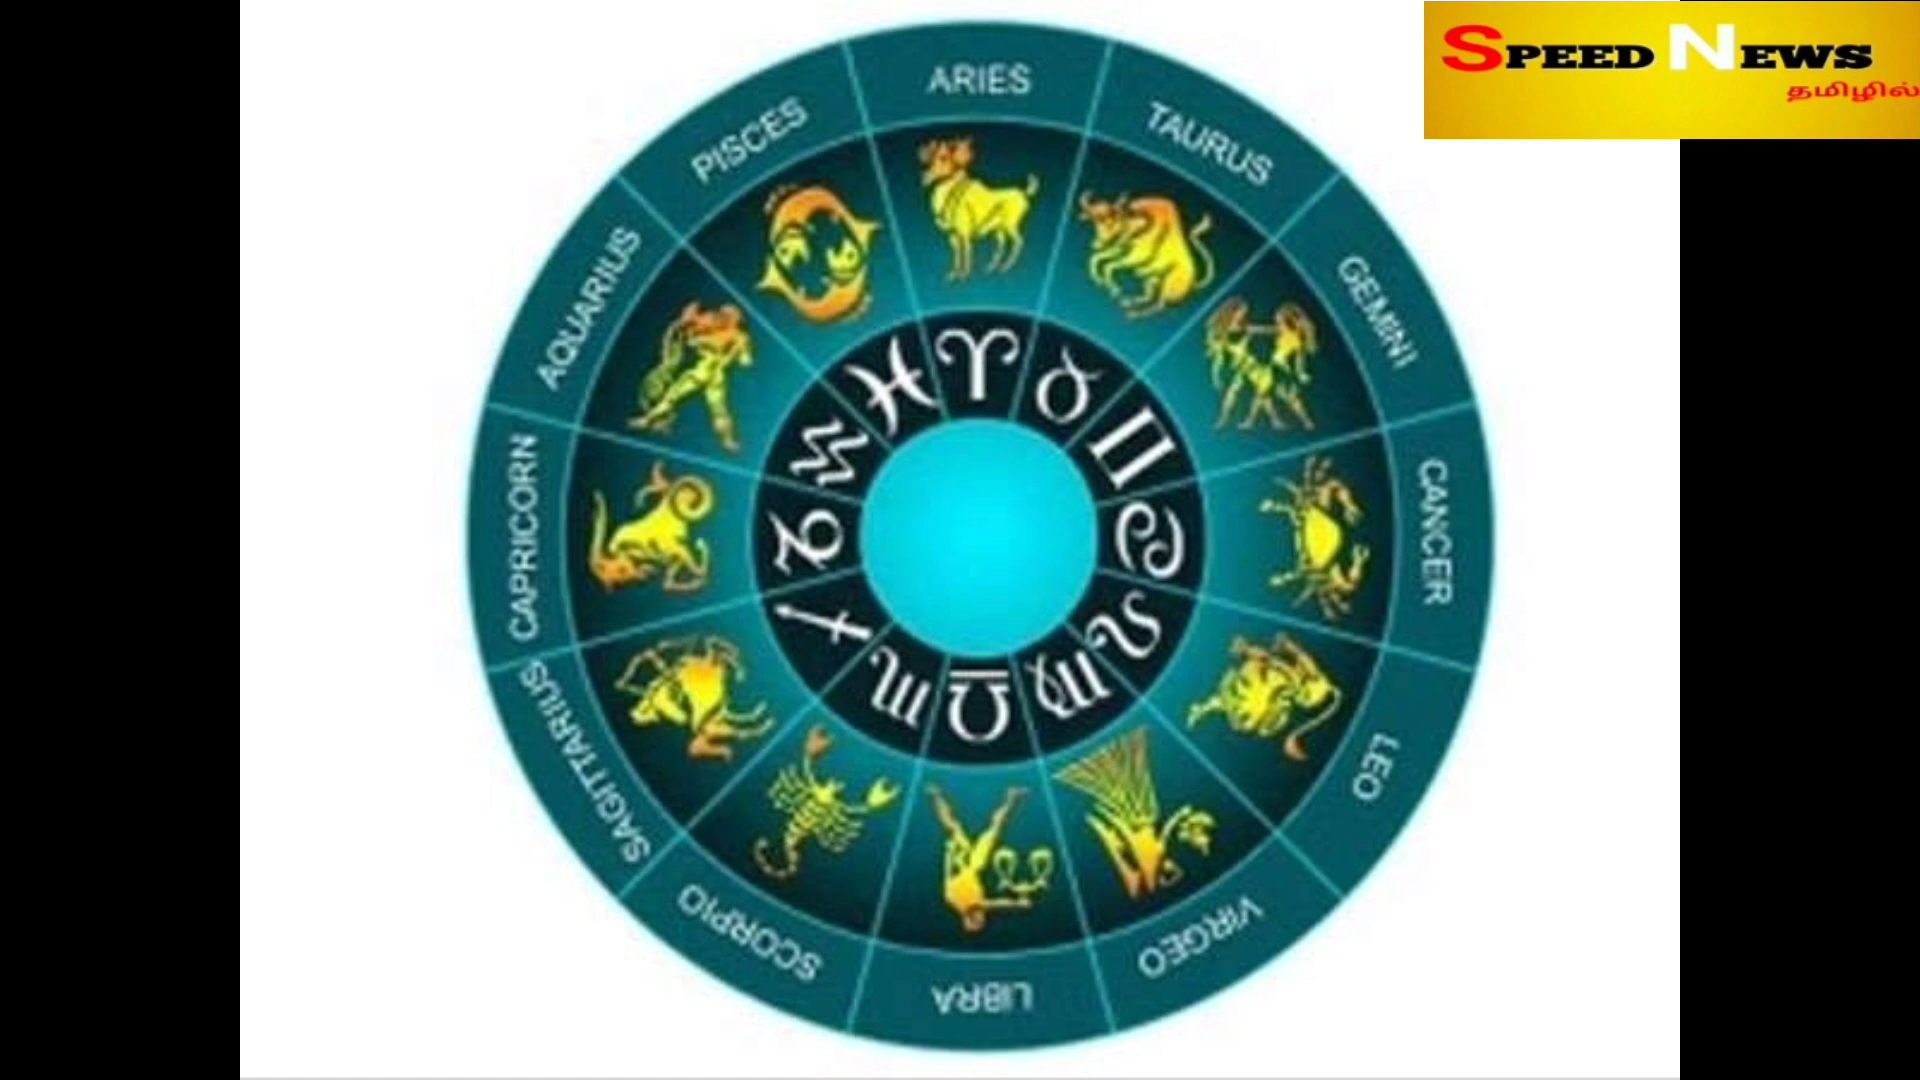 SPEED NEWS
தமிழில்
ARIES
TAURUS
GEMINI
CANCER
LEO
VIRGEO
LIBRA
SCORPIO
SAGITTARIUS
CAPRICORN
AQUARIUS
PISCES